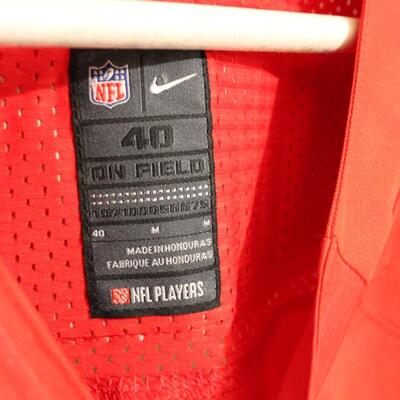 NFL
40
ON FIELD
40 M M
MADE IN HONDURAS
FABRIQUE AU HONDURAS
NFL PLAYERS